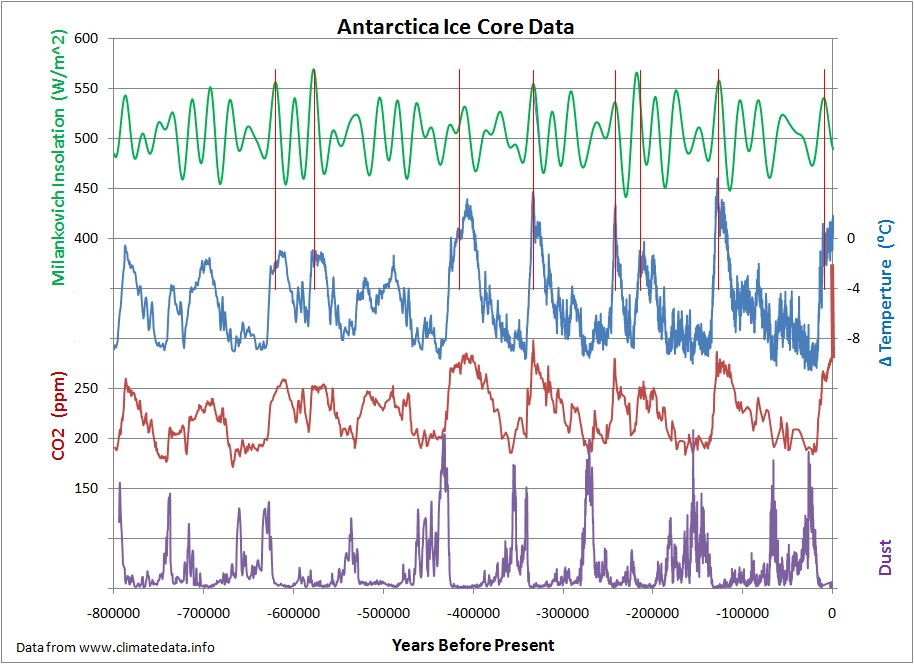 Antarctica Ice Core Data
Milankovich Insolation (W/m^2)
600
550
500
450
400
CO2 (ppm)
250
200
150
0
-4
-8
Δ Temperture (⁰C)
Dust
-800000 -700000 -600000 -500000 -400000 -300000 -200000 -100000 0
Years Before Present
Data from www.climatedata.info